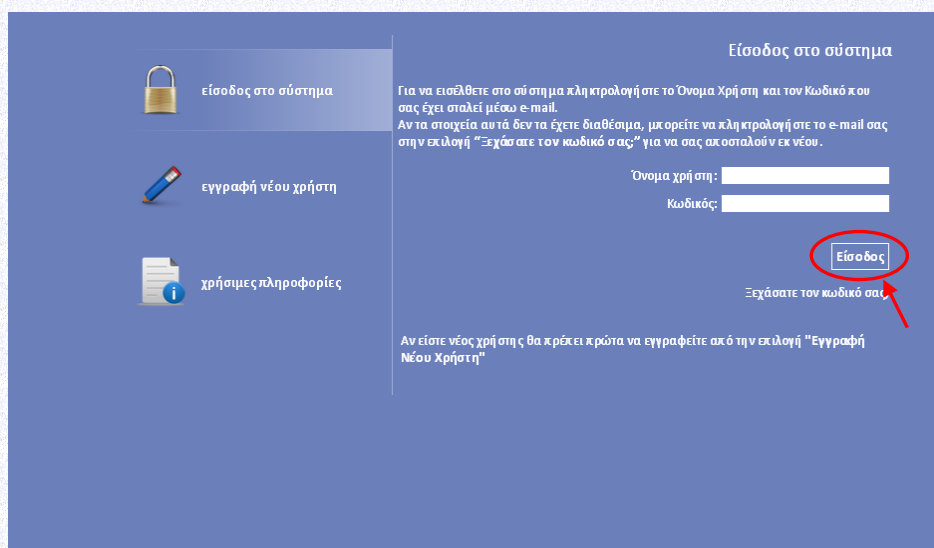 Είσοδος στο σύστημα
είσοδος στο σύστημα
Για να εισέλθετε στο σύστημα πληκτρολογήστε το Όνομα Χρήστη και τον Κωδικό που
σας έχει σταλεί μέσω e-mail.
Αν τα στοιχεία αυτά δεν τα έχετε διαθέσιμα, μπορείτε να πληκτρολογήστε το e-mail σας
στην επιλογή “Ξεχάσατε τον κωδικό σας;” για να σας αποσταλούν εκ νέου.
εγγραφή νέου χρήστη
Όνομα χρήστη:
Κωδικός:
Είσοδος
χρήσιμες πληροφορίες
Ξεχάσατε τον κωδικό σας
Αν είστε νέος χρήστης θα πρέπει πρώτα να εγγραφείτε από την επιλογή "Εγγραφή
Νέου Χρήστη"